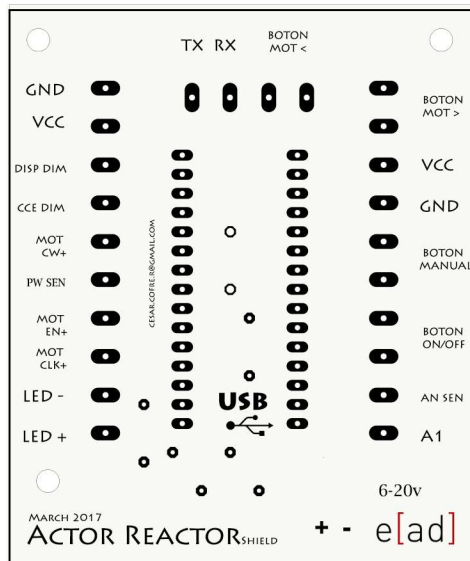 TX RX
BOTON
MOT <
GND
VCC
DISP DIM
CCE DIM
MOT
CW+
PW SEN
MOT
EN+
MOT
CLK+
LED -
LED +
CESAR.COFRE.R@GMAIL.COM
USB
BOTON
MOT >
VCC
GND
BOTON
MANUAL
BOTON
ON/OFF
AN SEN
A1
6-20v
MARCH 2017
ACTOR REACTOR SHIELD
+ -
e[ad]